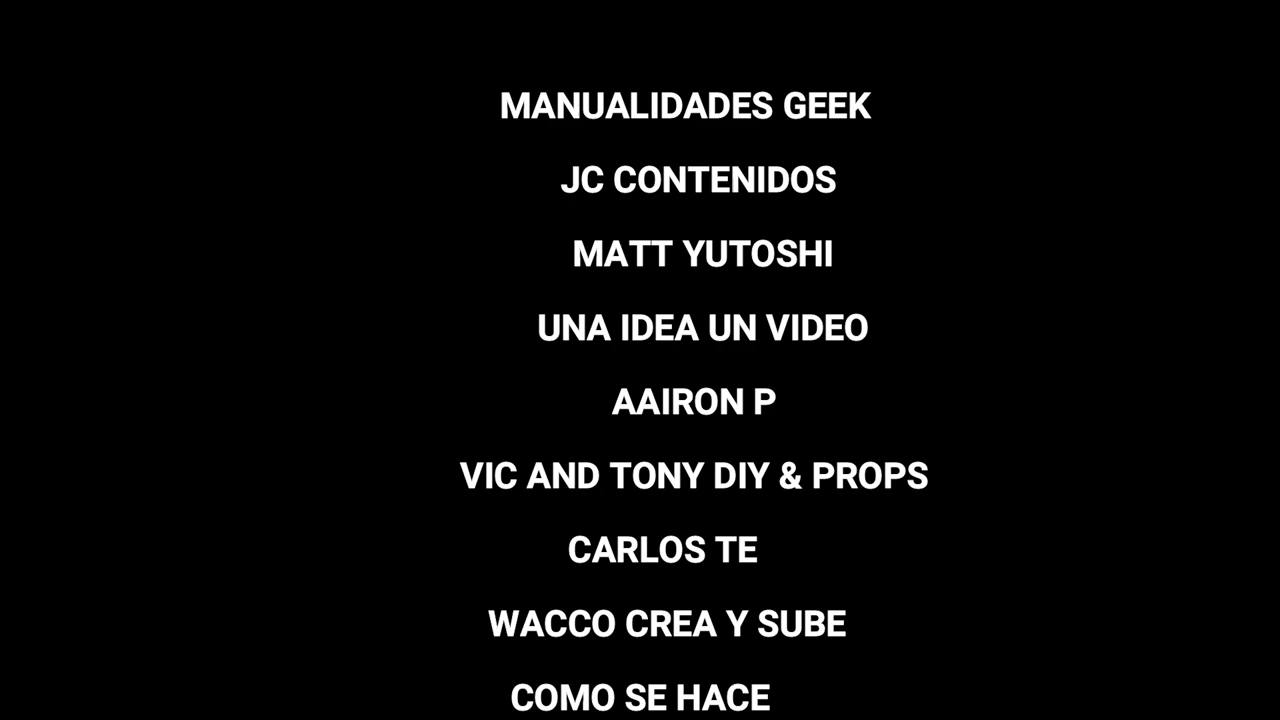 MANUALIDADES GEEK
JC CONTENIDOS
MATT YUTOSHI
UNA IDEA UN VIDEO
AAIRON P
VIC AND TONY DIY & PROPS
CARLOS TE
WACCO CREA Y SUBE
COMO SE HACE